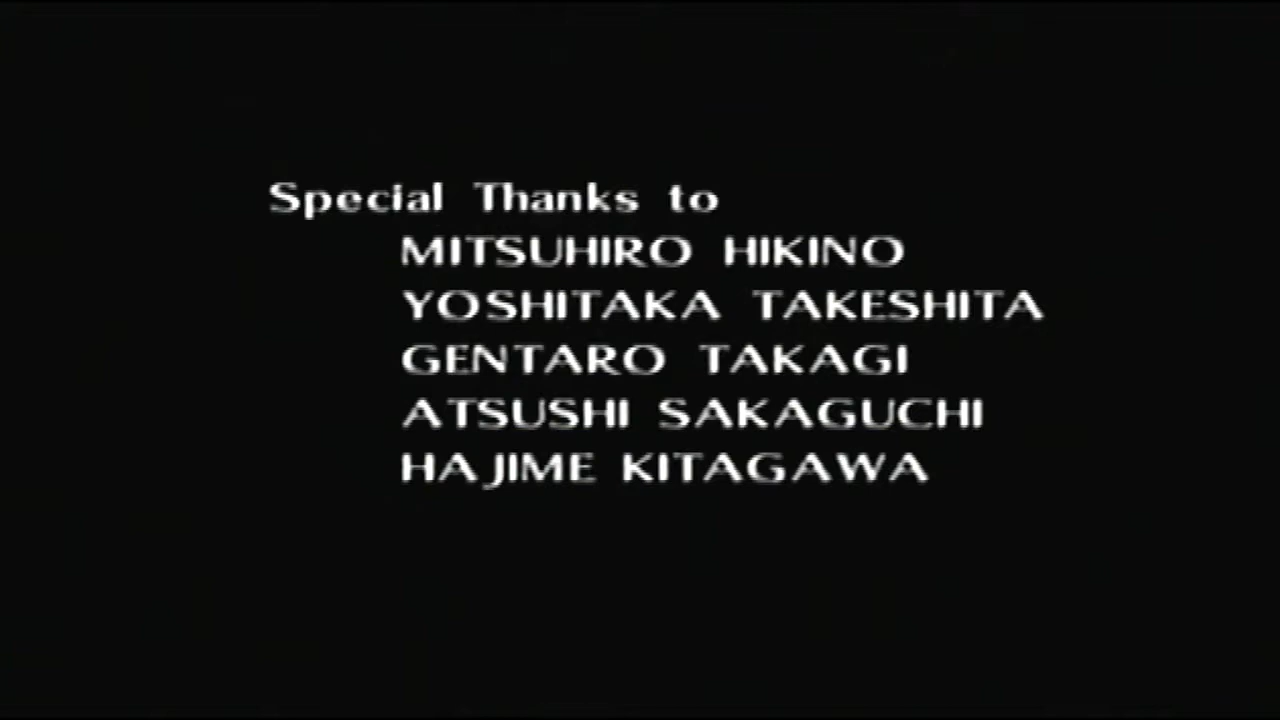 Special Thanks to
MITSUHIRO HIKINO
YOSHITAKA TAKESHITA
GENTARO TAKAGI
ATSUSHI SAKAGUCHI
HAJIME KITAGAWA